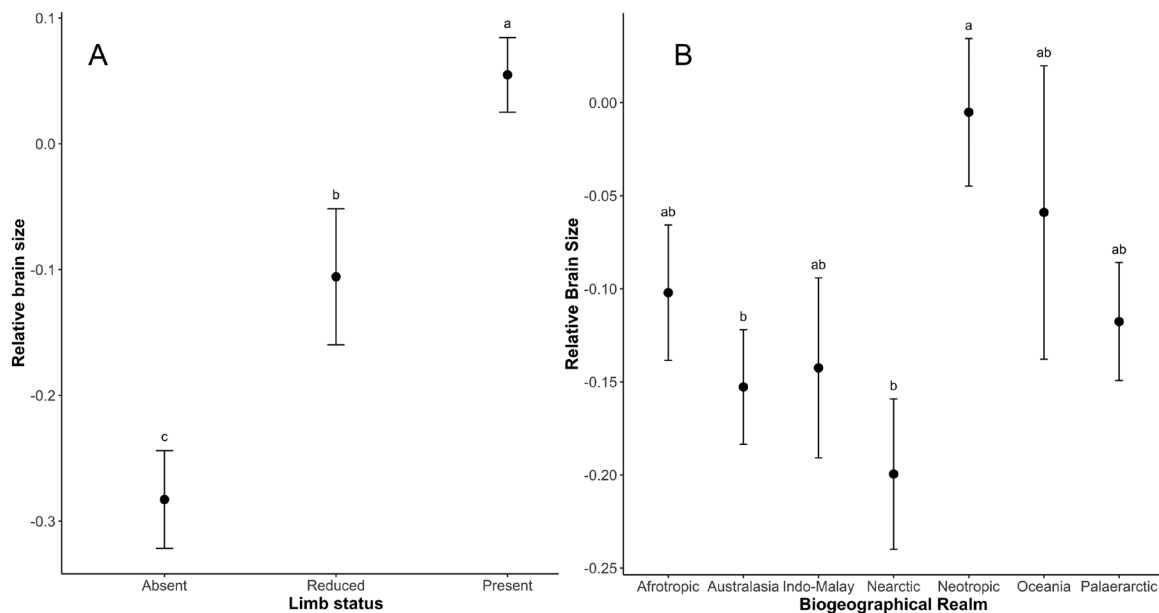 A
0.1
0.0
-0.1
-0.2
-0.3
Relative brain size
a
b
c
Absent Reduced Present
Limb status
B
0.00
-0.05
-0.10
-0.15
-0.20
-0.25
Relative Brain Size
ab
b
ab
b
a
ab
ab
Afrotropic Australasia Indo-Malay Nearctic Neotropic Oceania Palaerarctic
Biogeographical Realm